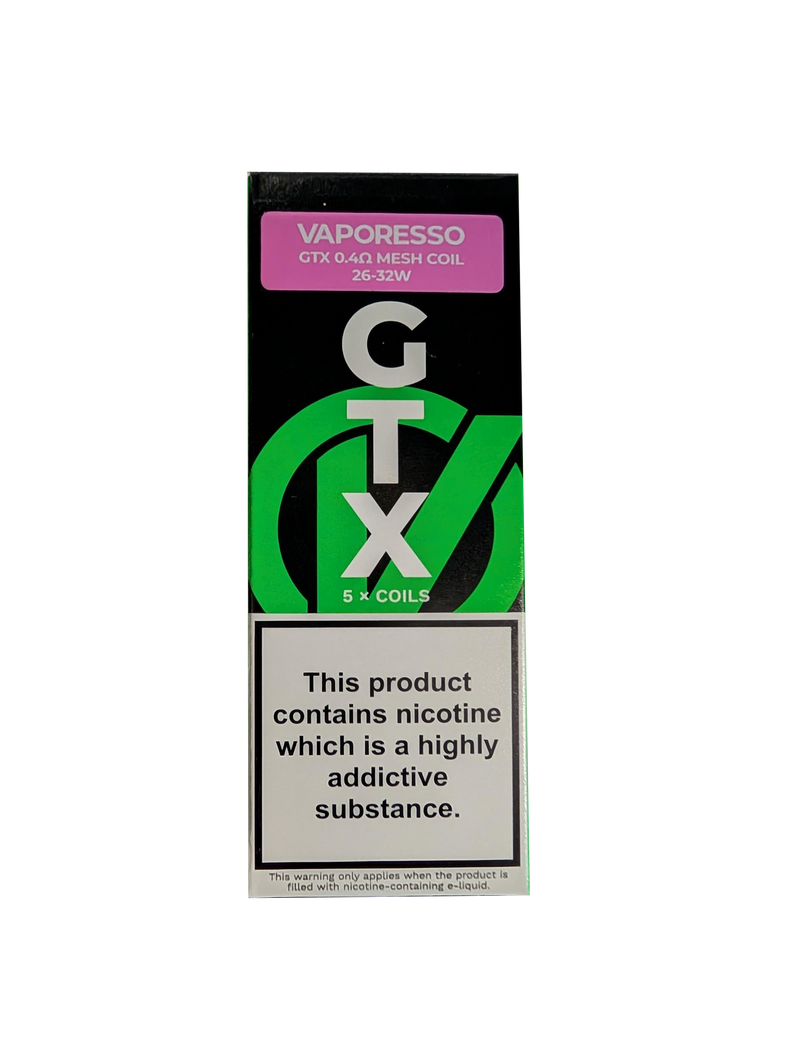 VAPORESSO
GTX 0.4Ω MESH COIL
26-32W
G
T
X
5 × COILS
This product
contains nicotine
which is a highly
addictive
substance.
This warning only applies when the product is
filled with nicotine-containing e-liquid.